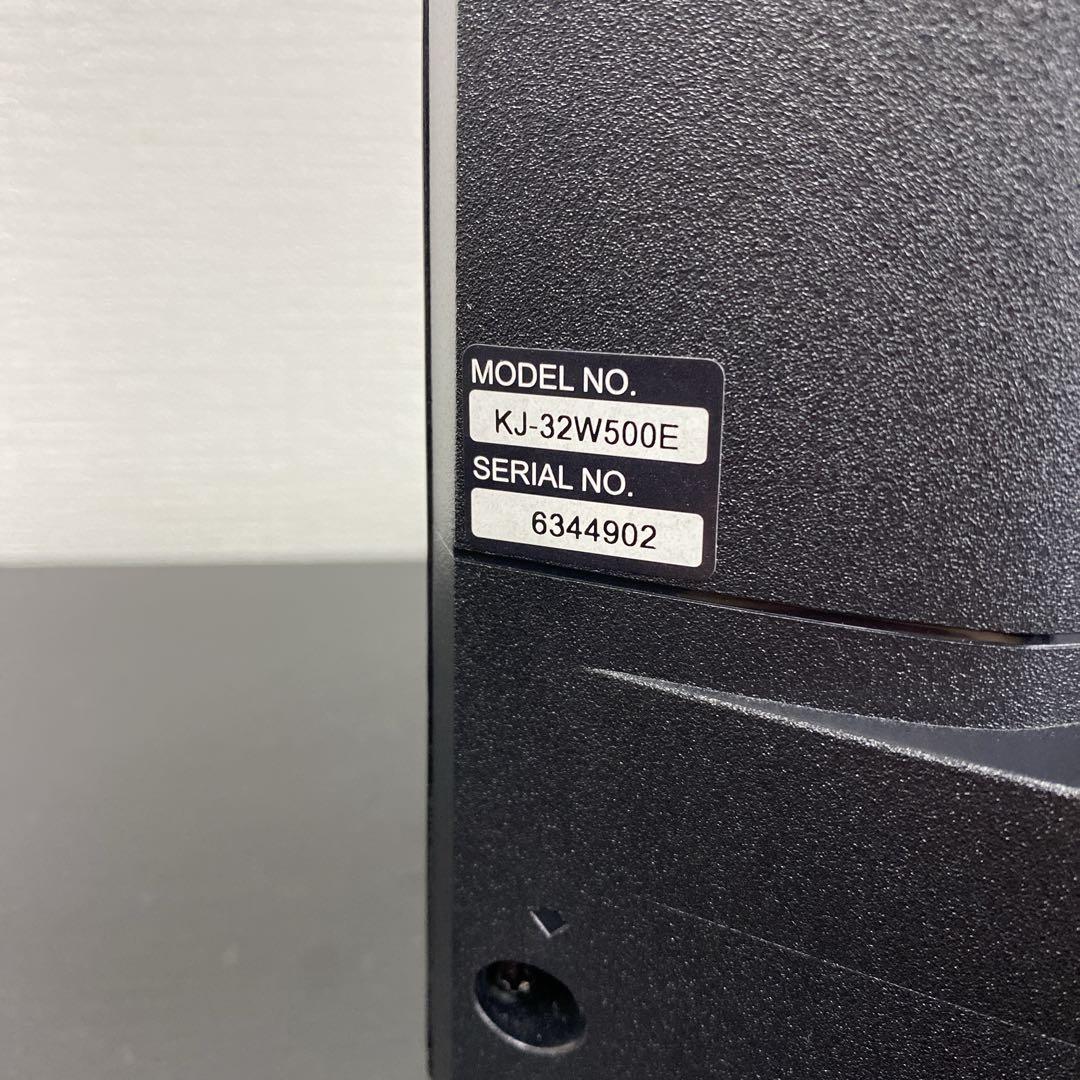 MODEL NO.
KJ-32W500E
SERIAL NO.
6344902